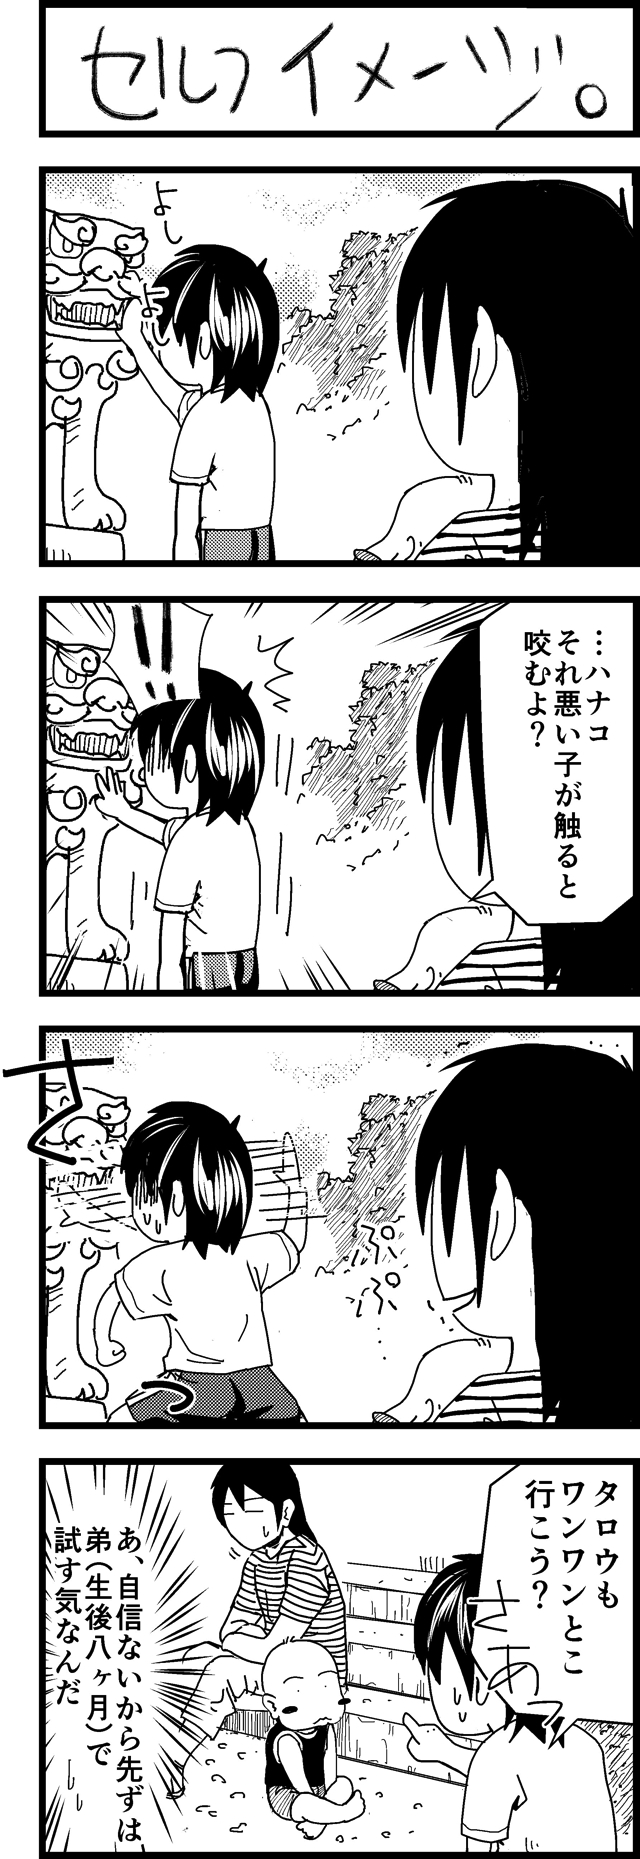 セルフイメージ。
よし
よし
…ハナコ
それ悪い子が触ると
咬むよ？
!!
さっ
タロウも
ワンワンとこ
行こう？
さあっ
あ、自信ないから先ずは
弟（生後八ヶ月）で
試す気なんだ